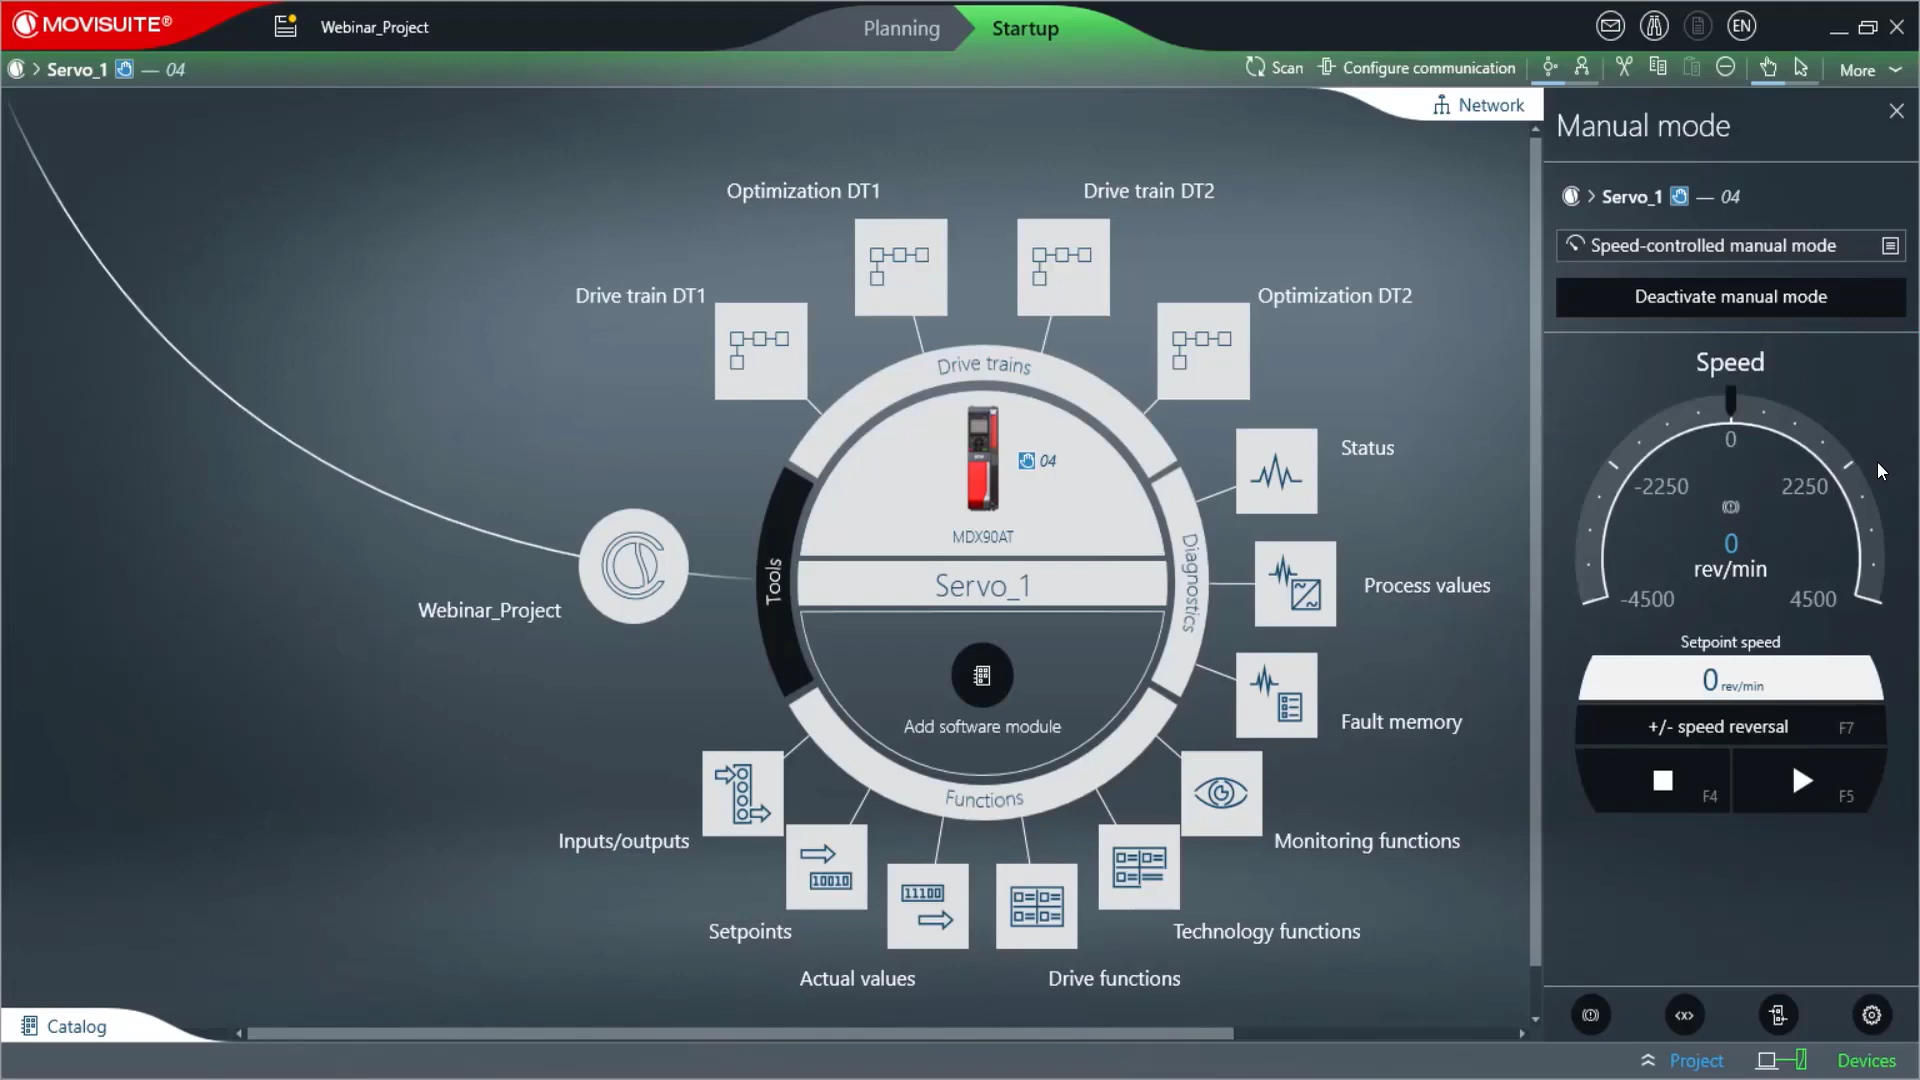 MOVISUITE®
Webinar_Project
Planning
Startup
EN
Servo_1 — 04
Scan
Configure communication
More
Network
Manual mode
Servo_1 — 04
Speed-controlled manual mode
Deactivate manual mode
Speed
0
-2250
2250
0
rev/min
-4500
4500
Setpoint speed
0 rev/min
+/- speed reversal F7
F4
F5
Optimization DT1
Drive train DT2
Drive train DT1
Optimization DT2
Drive trains
Status
04
MDX90AT
Diagnostics
Tools
Servo_1
Process values
Webinar_Project
Add software module
Fault memory
Functions
Inputs/outputs
10010
11100
Monitoring functions
Setpoints
Technology functions
Actual values
Drive functions
Catalog
<x>
Project
Devices